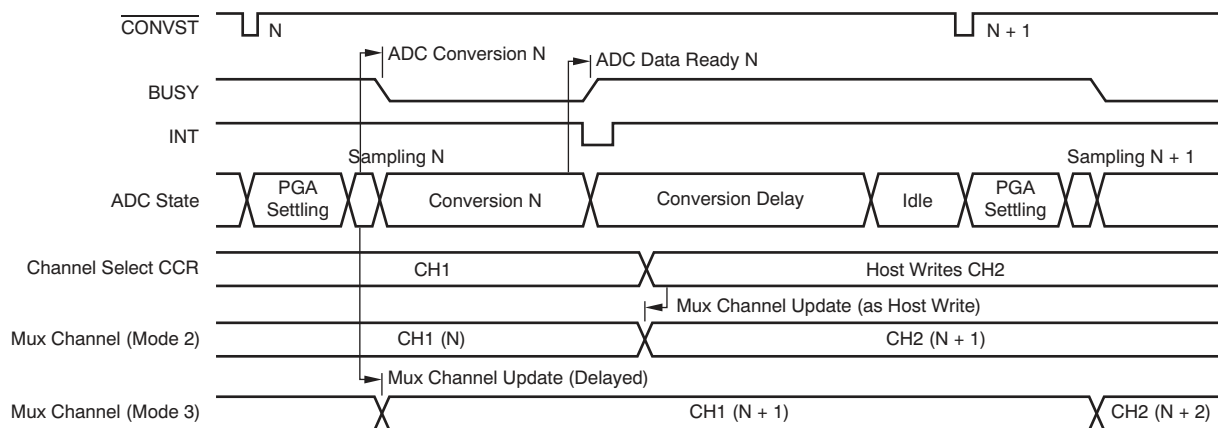 CONVST
N
N + 1
ADC Conversion N
ADC Data Ready N
BUSY
INT
Sampling N
Sampling N + 1
ADC State
PGA
Settling
Conversion N
Conversion Delay
Idle
PGA
Settling
Channel Select CCR
CH1
Host Writes CH2
Mux Channel Update (as Host Write)
Mux Channel (Mode 2)
CH1 (N)
CH2 (N + 1)
Mux Channel Update (Delayed)
Mux Channel (Mode 3)
CH1 (N + 1)
CH2 (N + 2)